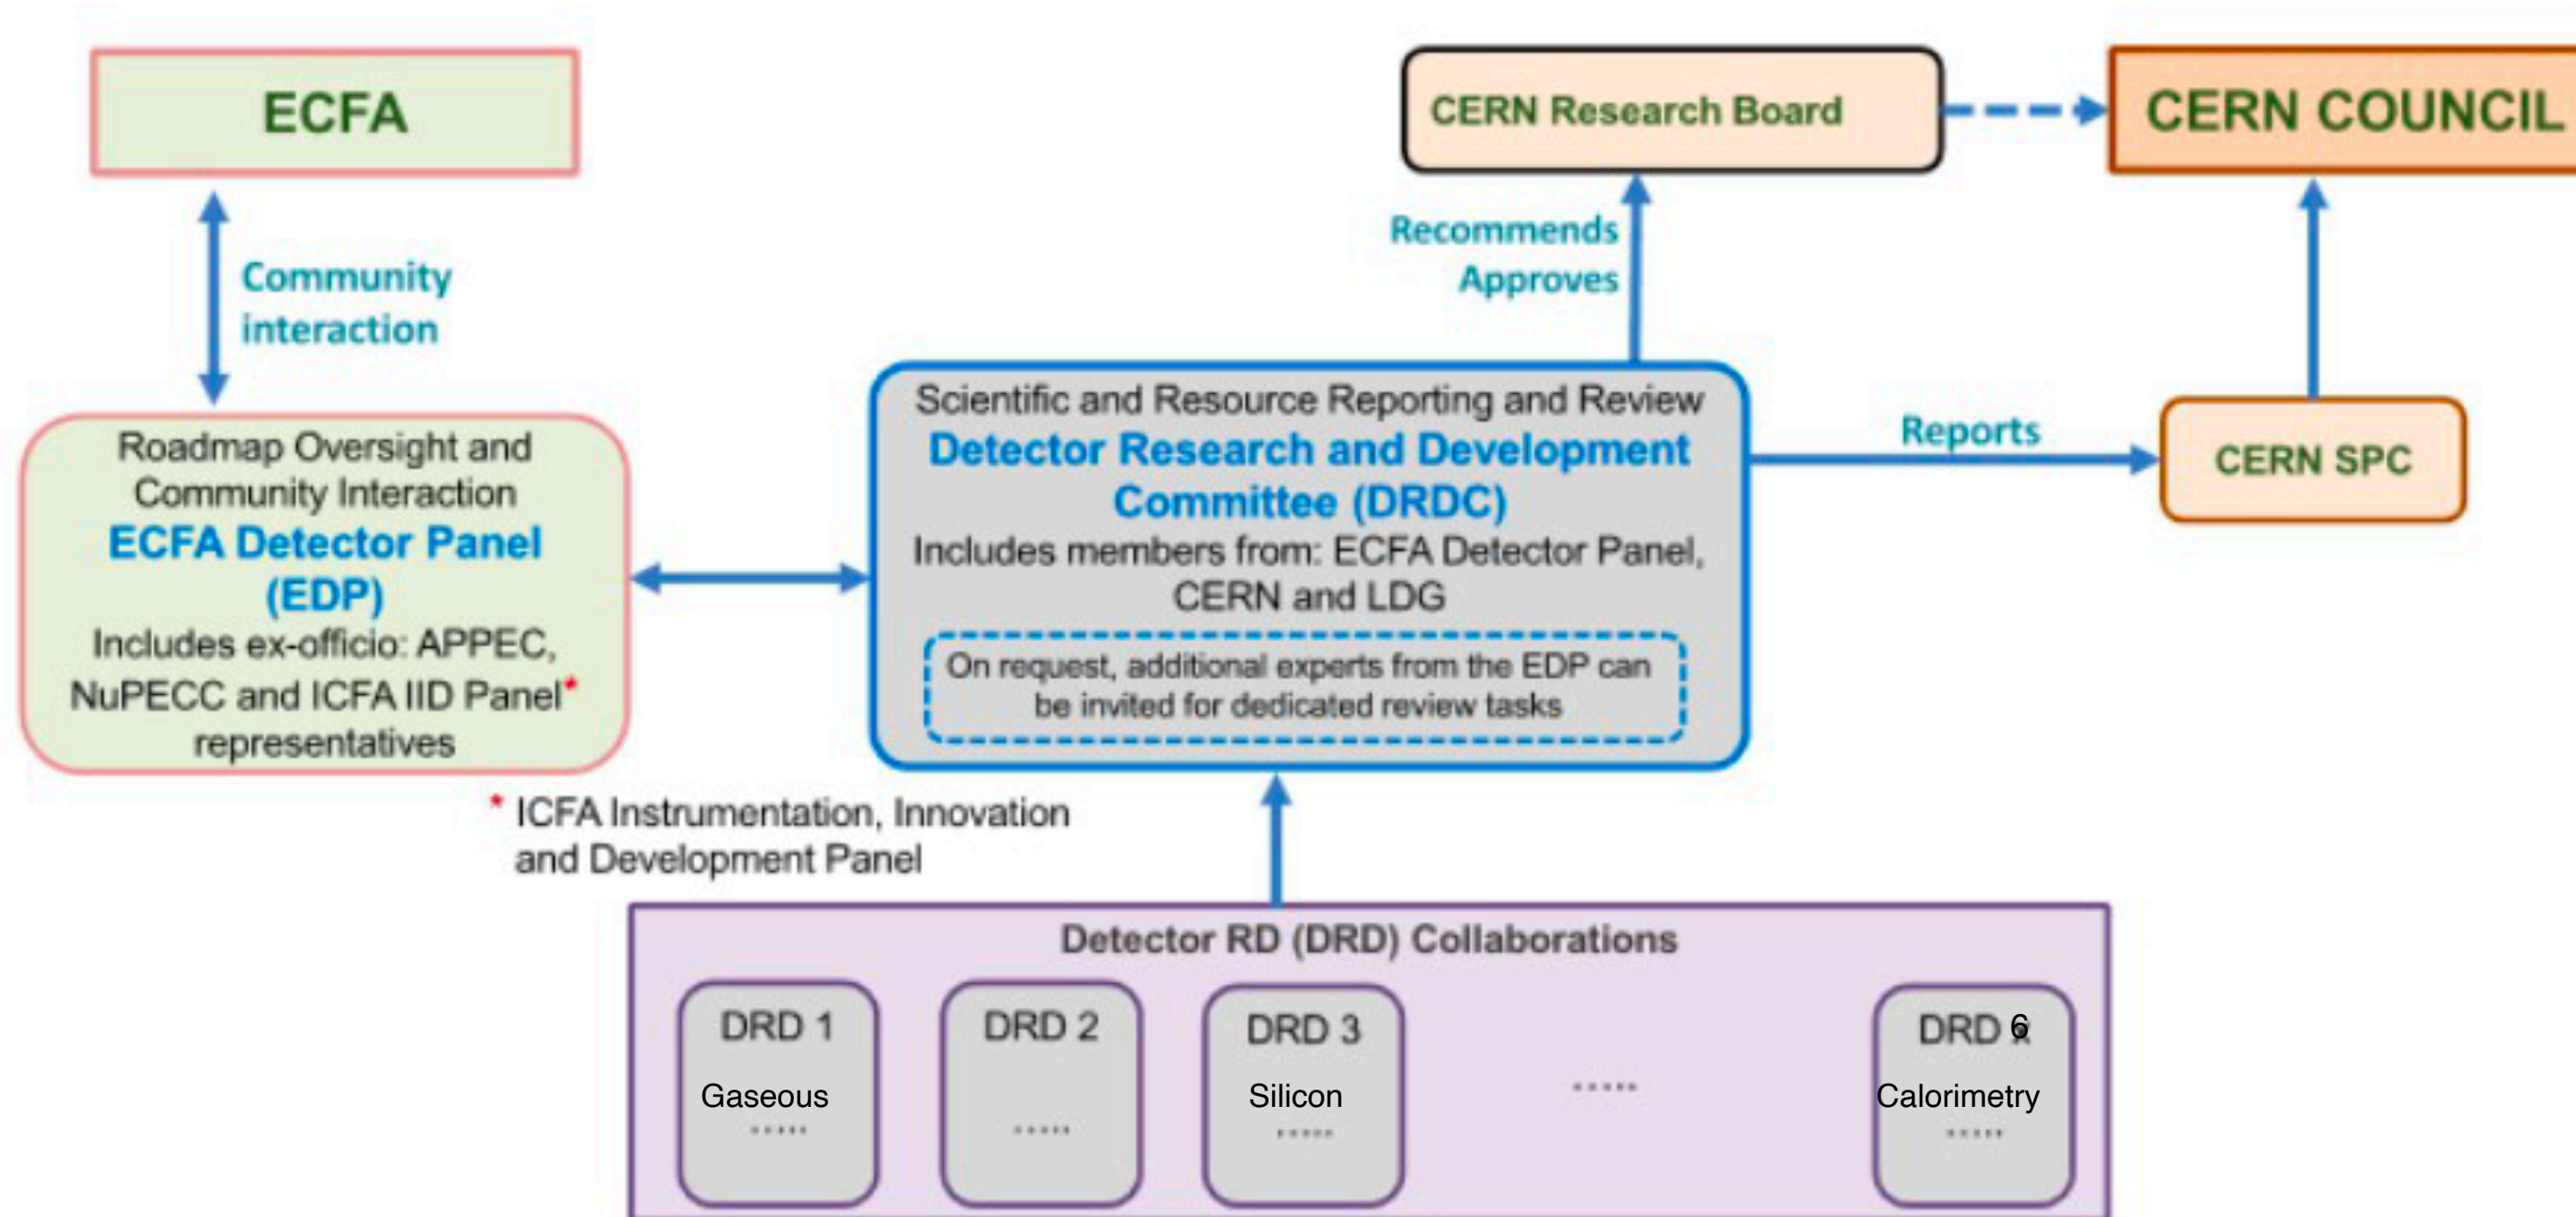 ECFA
CERN Research Board
CERN COUNCIL
Recommends
Approves
Community
interaction
Scientific and Resource Reporting and Review
Detector Research and Development
Committee (DRDC)
Includes members from: ECFA Detector Panel,
CERN and LDG
On request, additional experts from the EDP can
be invited for dedicated review tasks
Reports
CERN SPC
Roadmap Oversight and
Community Interaction
ECFA Detector Panel
(EDP)
Includes ex-officio: APPEC,
NuPECC and ICFA IID Panel*
representatives
* ICFA Instrumentation, Innovation
and Development Panel
Detector RD (DRD) Collaborations
DRD 1
Gaseous
.....
DRD 2
.....
DRD 3
Silicon
.....
.....
DRD 6
Calorimetry
.....